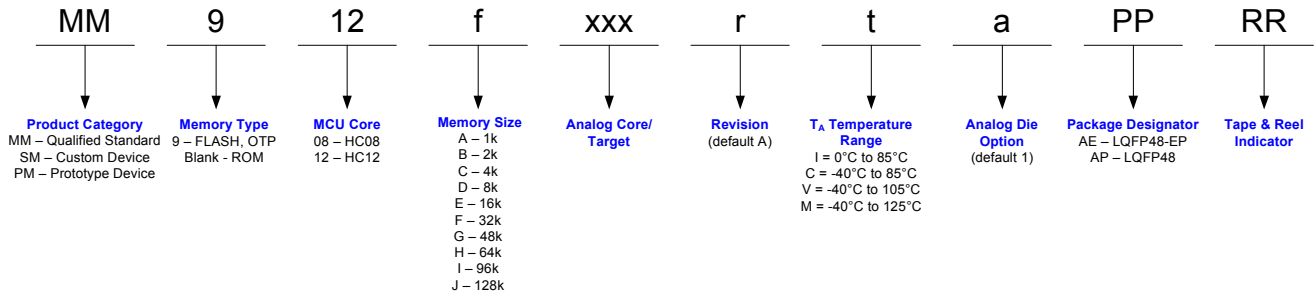 MM 9 12 f xxx r t a PP RR
Product Category
MM – Qualified Standard
SM – Custom Device
PM – Prototype Device
Memory Type
9 – FLASH, OTP
Blank - ROM
MCU Core
08 – HC08
12 – HC12
Memory Size
A – 1k
B – 2k
C – 4k
D – 8k
E – 16k
F – 32k
G – 48k
H – 64k
I – 96k
J – 128k
Analog Core/
Target
Revision
(default A)
TA Temperature
Range
I = 0°C to 85°C
C = -40°C to 85°C
V = -40°C to 105°C
M = -40°C to 125°C
Analog Die
Option
(default 1)
Package Designator
AE – LQFP48-EP
AP – LQFP48
Tape & Reel
Indicator